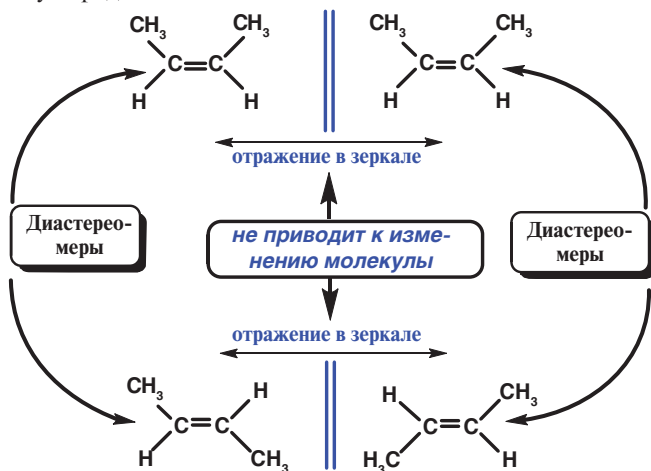 CH₃ CH₃ CH₃ CH₃
C=C C=C
H H H H
отражение в зеркале
Диастерео-
меры
не приводит к изме-
нению молекулы
Диастерео-
меры
отражение в зеркале
CH₃ H H CH₃
C=C C=C
H CH₃ H₃C H